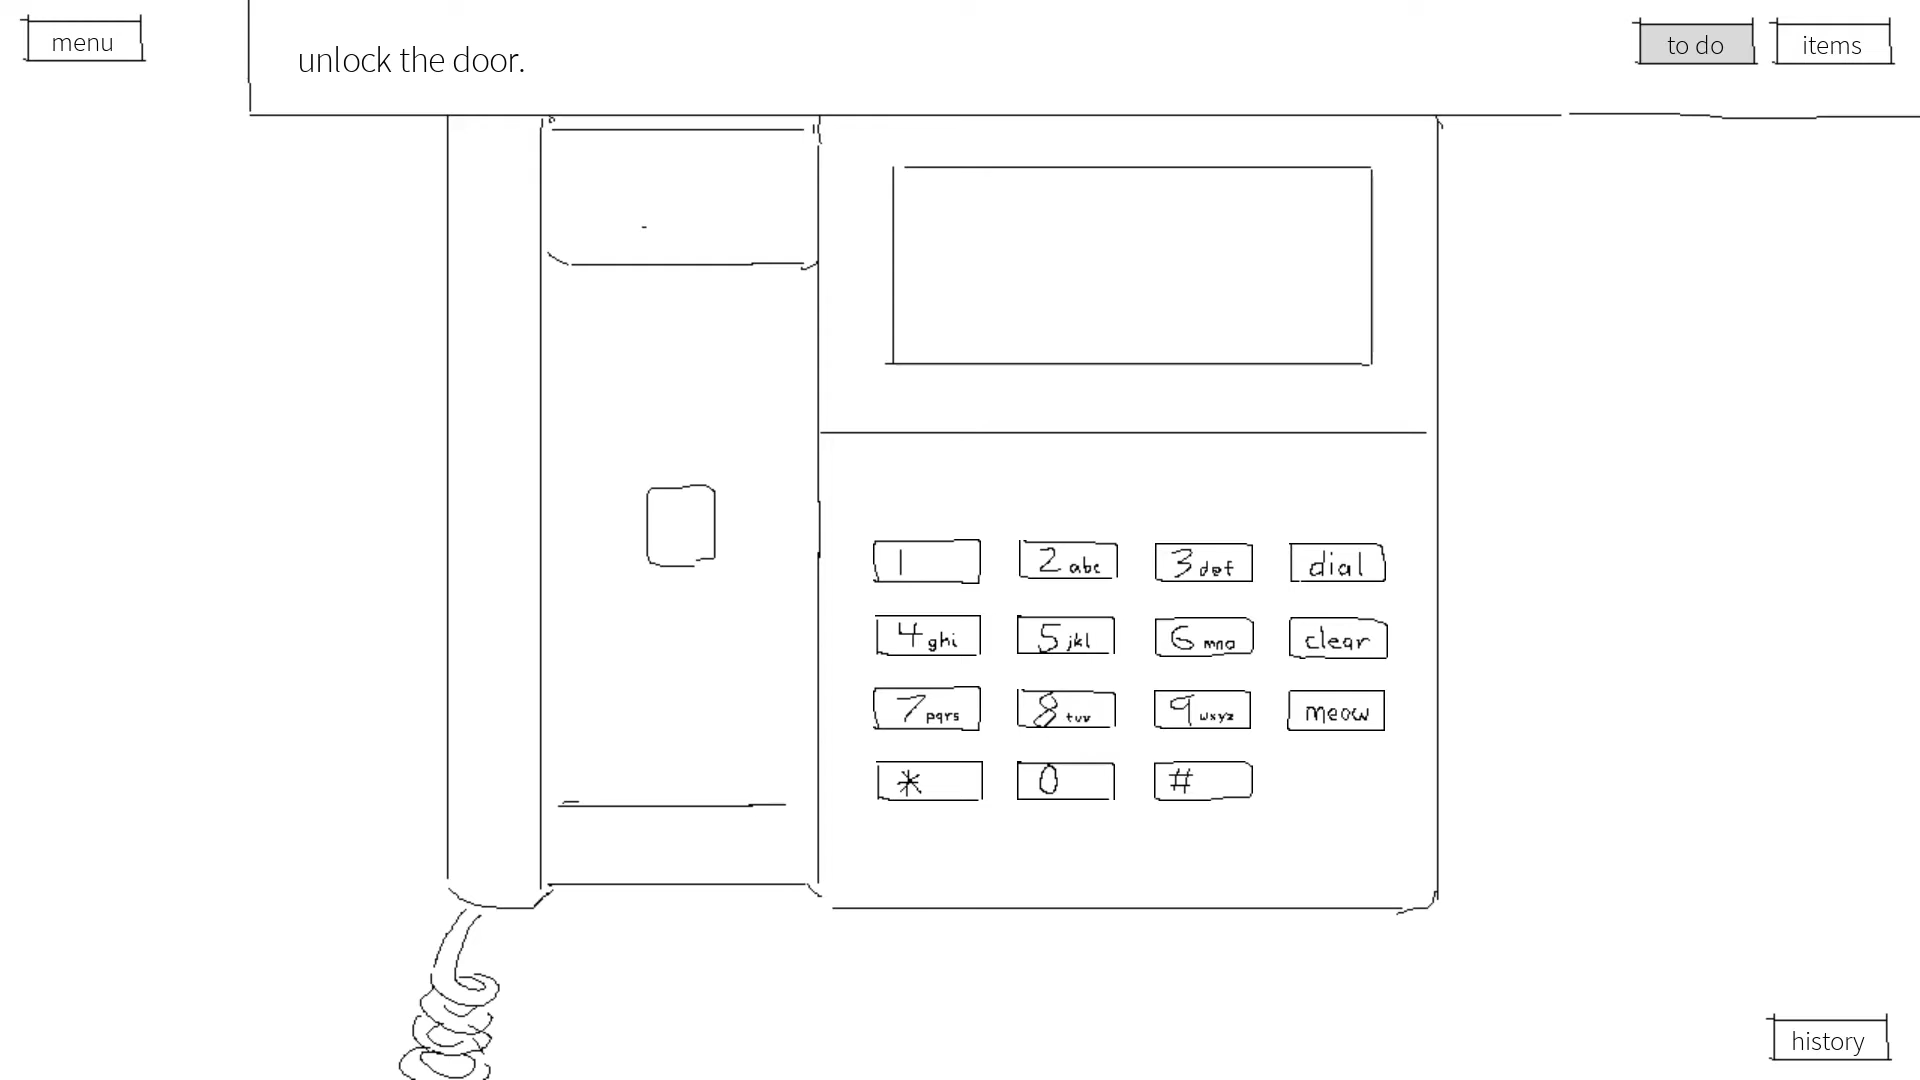 menu
unlock the door.
to do
items
1
2 abc
3 def
dial
4 ghi
5 jkl
6 mno
clear
7 pqrs
8 tuv
9 wxyz
meow
*
0
#
history